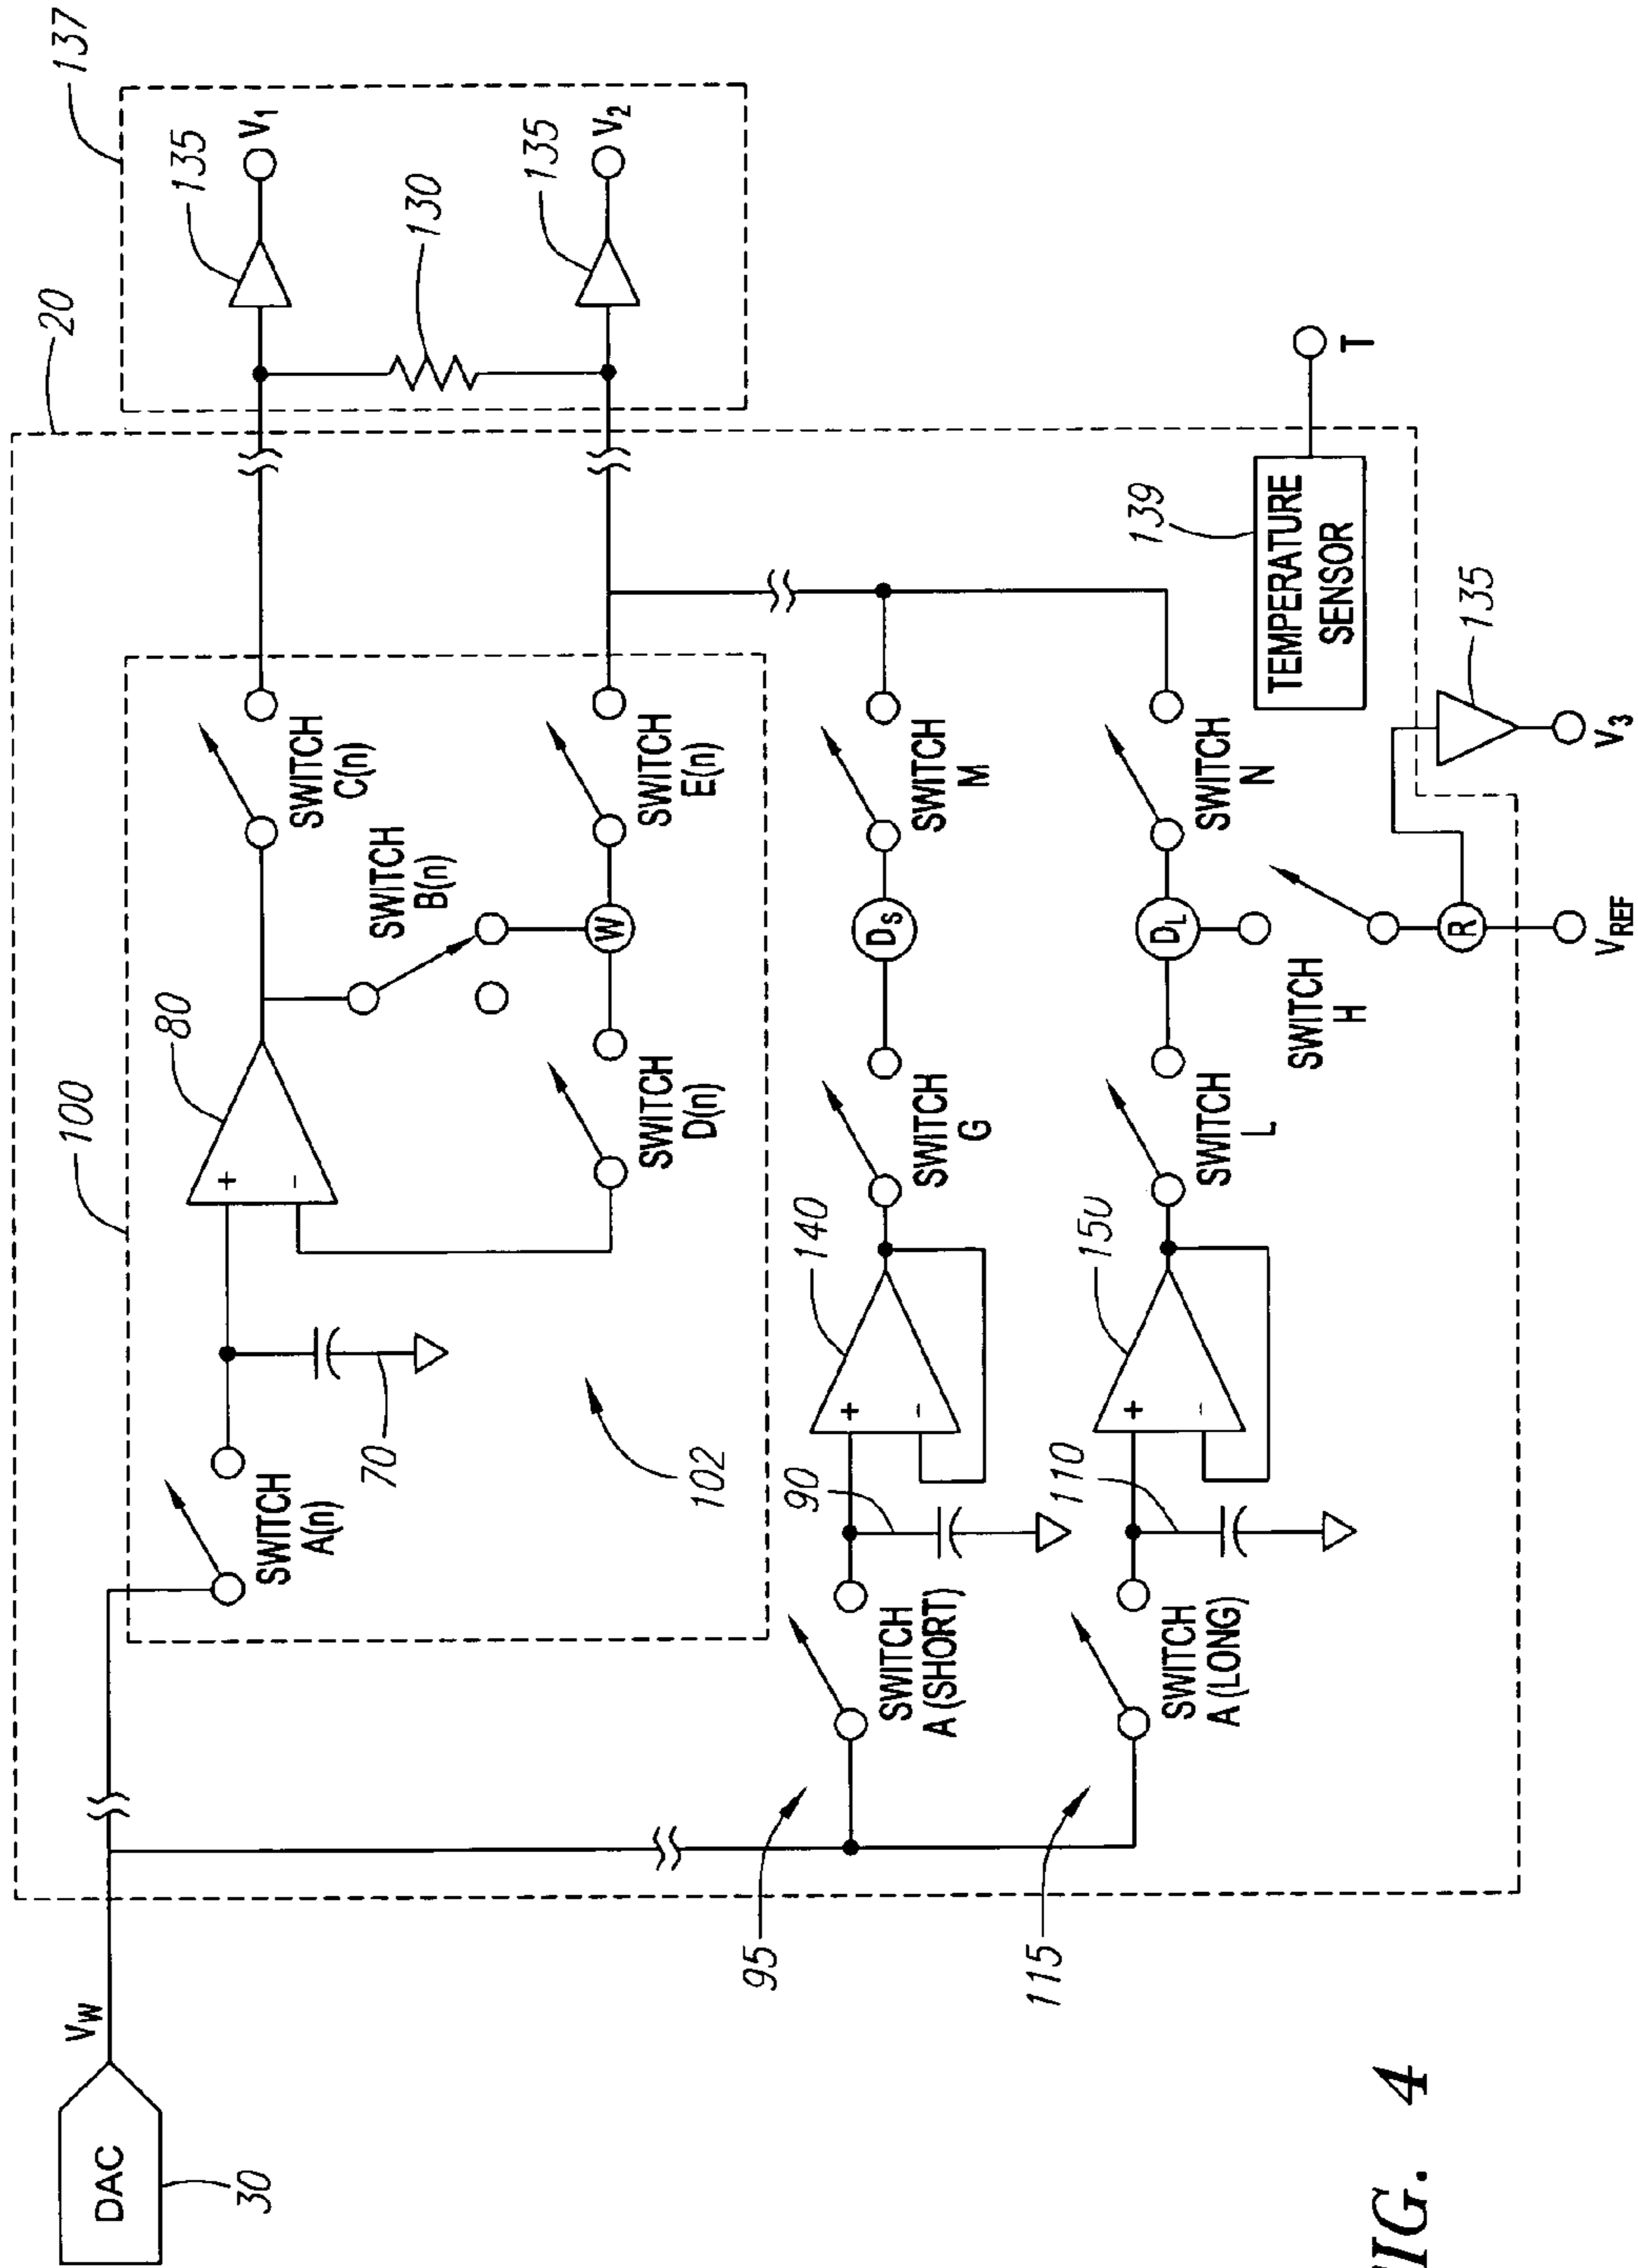 DAC
30
VW
20
137
100
80
+
-
SWITCH
A(n)
70
102
SWITCH
B(n)
SWITCH
C(n)
SWITCH
D(n)
W
SWITCH
E(n)
135
V1
130
135
V2
95
SWITCH
A (SHORT)
90
140
+
-
SWITCH
G
DS
SWITCH
M
115
SWITCH
A (LONG)
110
150
+
-
SWITCH
L
DL
SWITCH
N
SWITCH
H
R
VREF
139
TEMPERATURE
SENSOR
T
135
V3
IG. 4